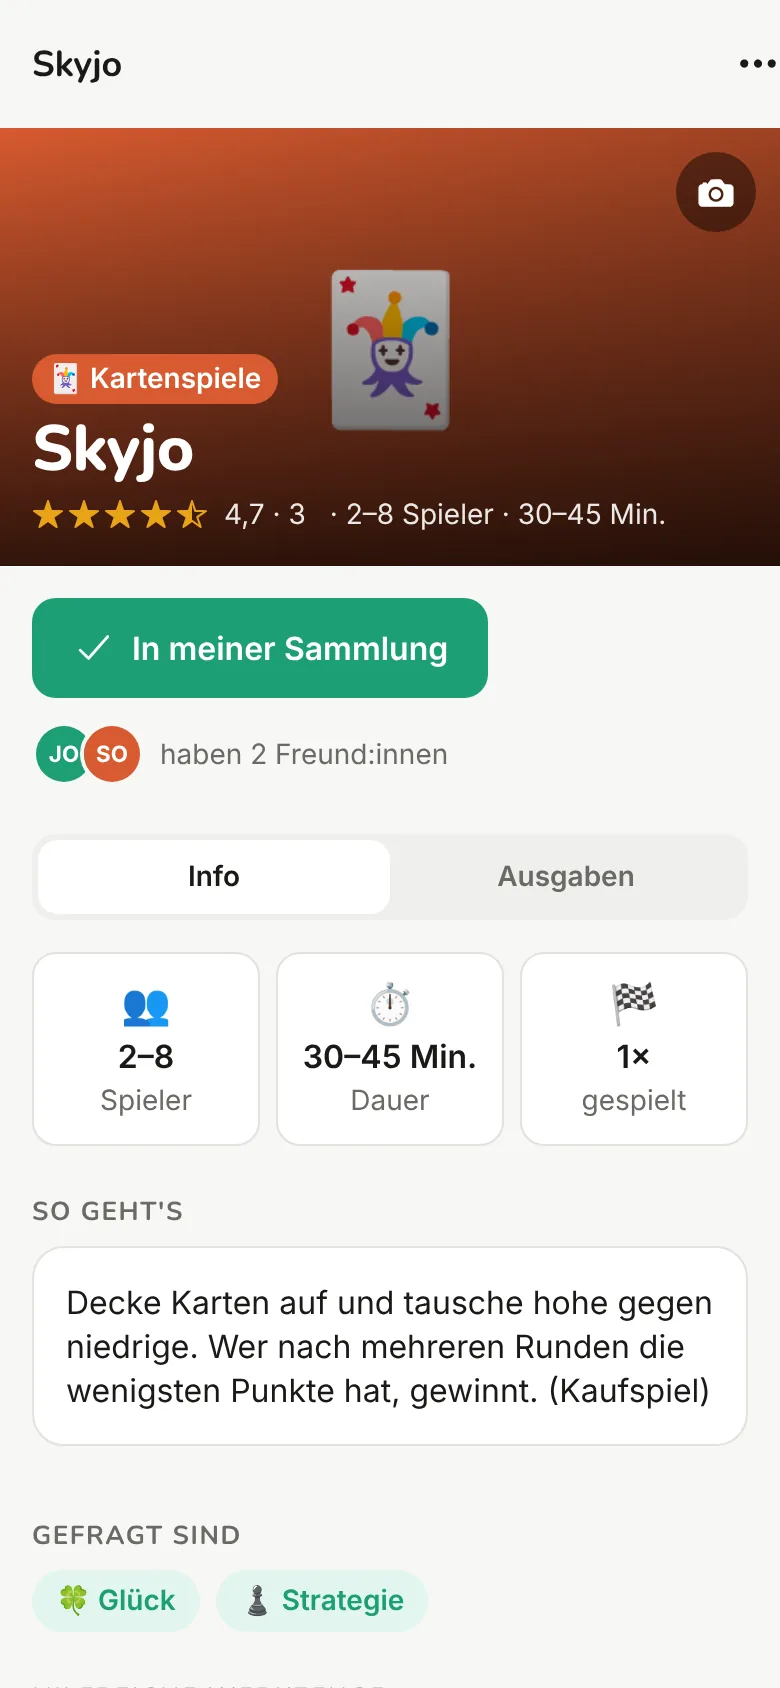 Skyjo
Kartenspiele
Skyjo
4,7 · 3 · 2–8 Spieler · 30–45 Min.
In meiner Sammlung
JO SO haben 2 Freund:innen
Info Ausgaben
2–8 30–45 Min. 1×
Spieler Dauer gespielt
SO GEHT'S
Decke Karten auf und tausche hohe gegen
niedrige. Wer nach mehreren Runden die
wenigsten Punkte hat, gewinnt. (Kaufspiel)
GEFRAGT SIND
Glück Strategie